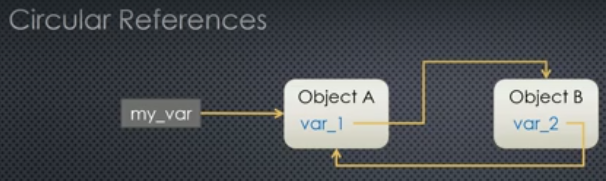 Circular References
my_var
Object A
var_1
Object B
var_2